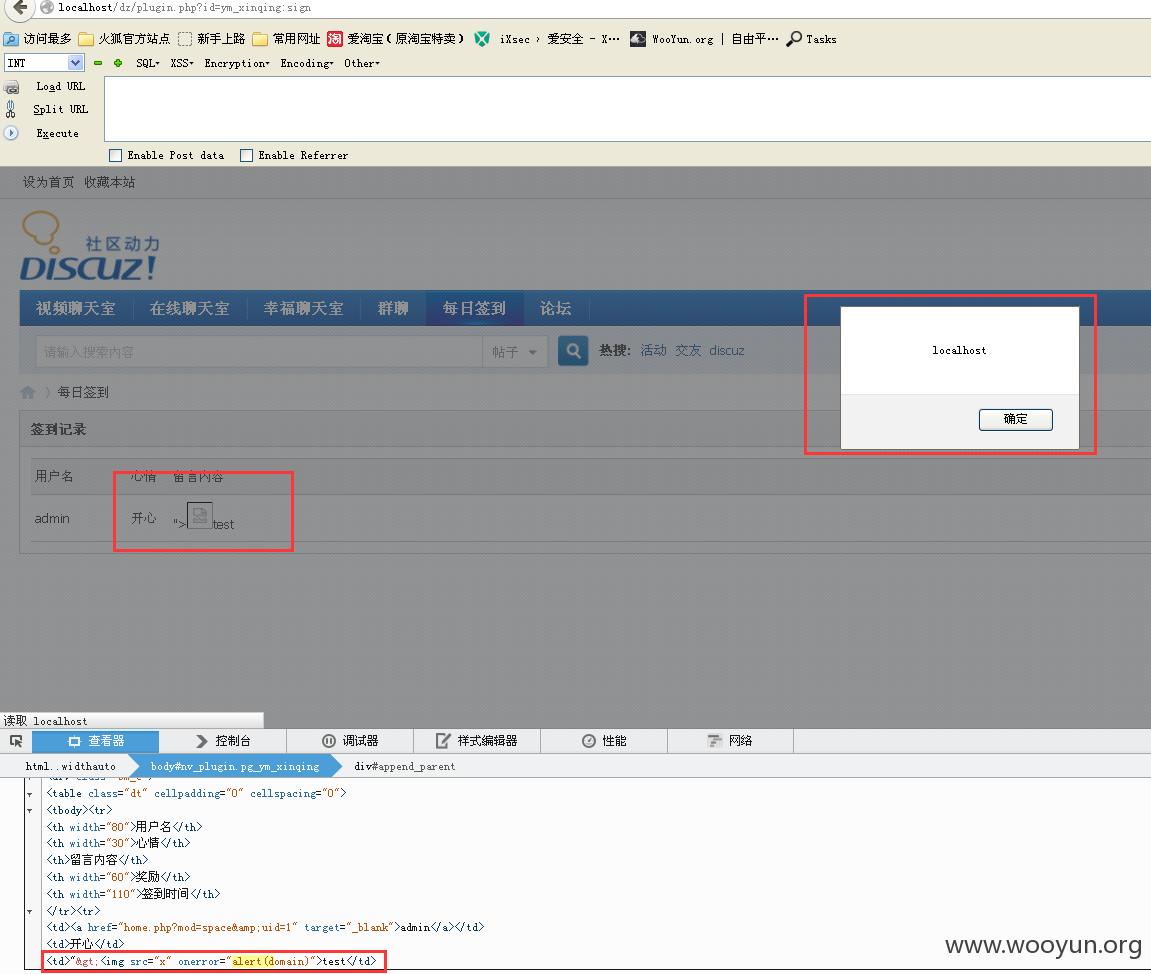 localhost/dz/plugin.php?id=ym_xinqing:sign
访问最多 火狐官方站点 新手上路 常用网址 淘 爱淘宝(原淘宝特卖) iXsec › 爱安全 - X… WooYun.org | 自由平… Tasks
INT SQL▾ XSS▾ Encryption▾ Encoding▾ Other▾
Load URL
Split URL
Execute
Enable Post data Enable Referrer
设为首页 收藏本站
社区动力
DISCUZ!
视频聊天室 在线聊天室 幸福聊天室 群聊 每日签到 论坛
请输入搜索内容 帖子 热搜: 活动 交友 discuz
localhost
确定
每日签到
签到记录
用户名 心情 留言内容
admin 开心 ">test
读取 localhost
查看器 控制台 调试器 样式编辑器 性能 网络
html..widthauto body#nv_plugin.pg_ym_xinqing div#append_parent
<table class="dt" cellpadding="0" cellspacing="0">
<tbody><tr>
<th width="80">用户名</th>
<th width="30">心情</th>
<th>留言内容</th>
<th width="60">奖励</th>
<th width="110">签到时间</th>
</tr><tr>
<td><a href="home.php?mod=space&amp;uid=1" target="_blank">admin</a></td>
<td>开心</td>
<td>"&gt;<img src="x" onerror="alert(domain)">test</td>
www.wooyun.org